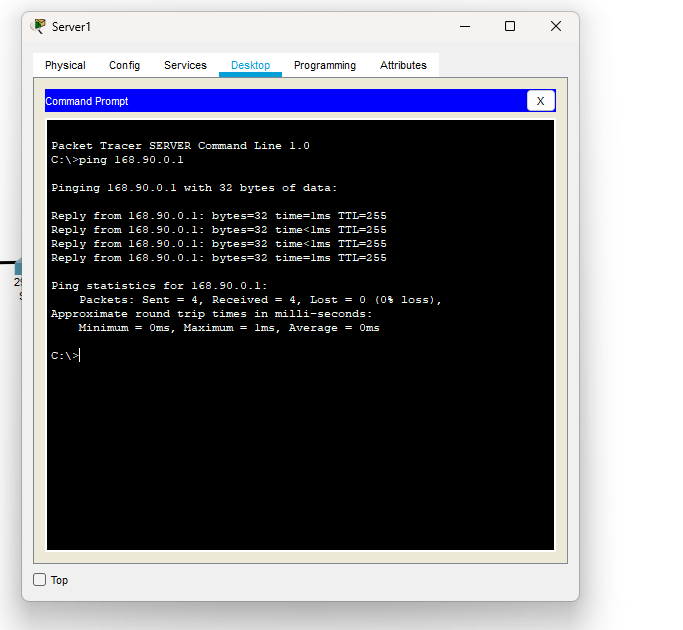 Server1
Physical Config Services Desktop Programming Attributes
Command Prompt X
Packet Tracer SERVER Command Line 1.0
C:\>ping 168.90.0.1
Pinging 168.90.0.1 with 32 bytes of data:
Reply from 168.90.0.1: bytes=32 time=1ms TTL=255
Reply from 168.90.0.1: bytes=32 time<1ms TTL=255
Reply from 168.90.0.1: bytes=32 time<1ms TTL=255
Reply from 168.90.0.1: bytes=32 time=1ms TTL=255
Ping statistics for 168.90.0.1:
Packets: Sent = 4, Received = 4, Lost = 0 (0% loss),
Approximate round trip times in milli-seconds:
Minimum = 0ms, Maximum = 1ms, Average = 0ms
C:\>
Top